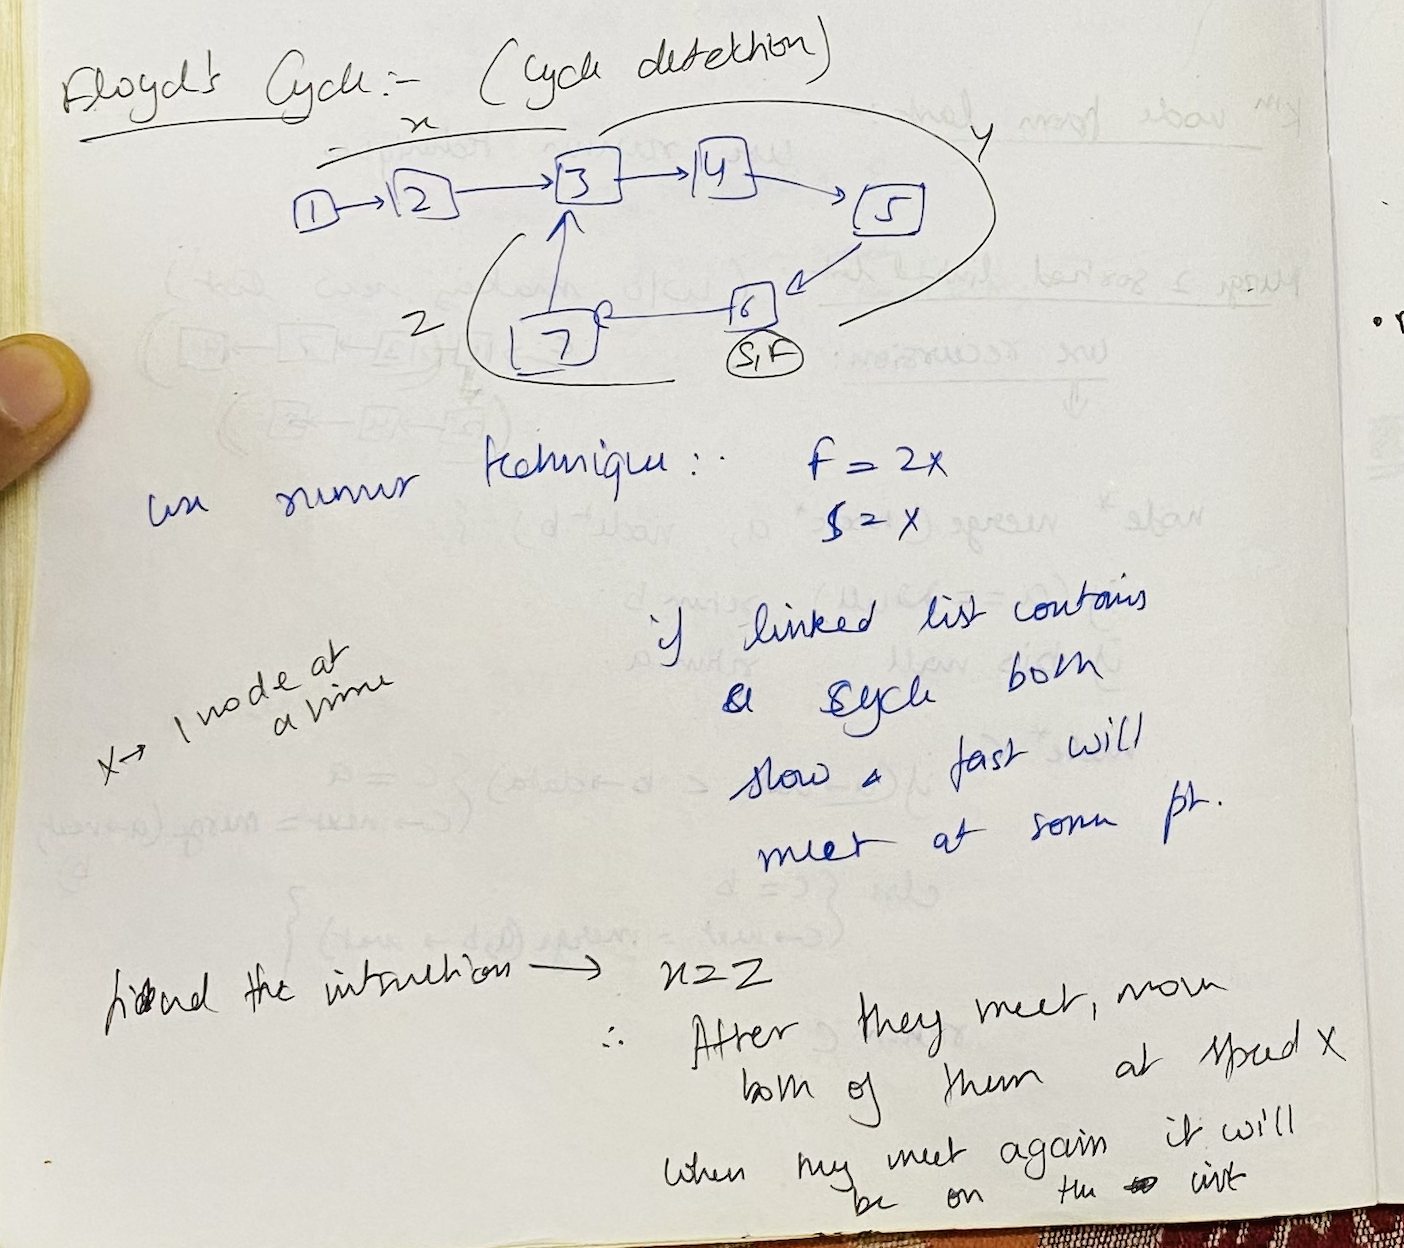 Floyd's Cycle:- (Cycle detekhion)
x
y
1 2 3 4 5
z
7 6
S, F
use runner technique:. F = 2x
S = x
if linked list contains
a cycle both
x → 1 node at
a time
slow & fast will
meet at some pt.
find the intersection → x = z
∴ After they meet, move
both of them at speed x
when they meet again it will
be on the int